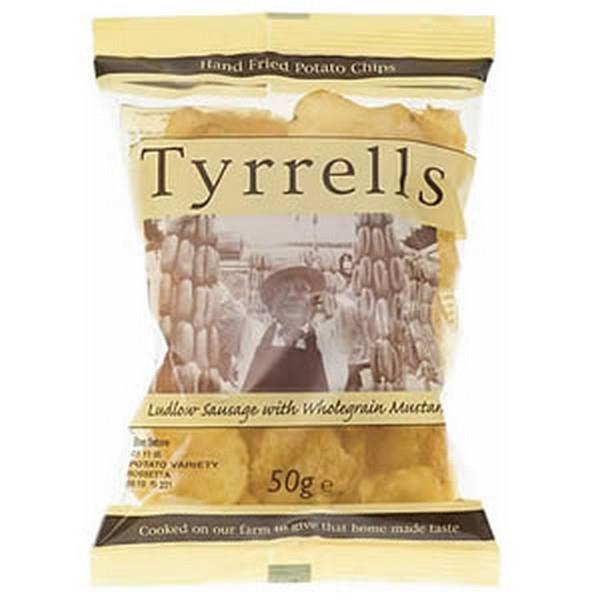 Hand Fried Potato Chips
Tyrrells
Ludlow Sausage with Wholegrain Mustar
POTATO VARIETY
50g e
Cooked on our farm to give that home made taste